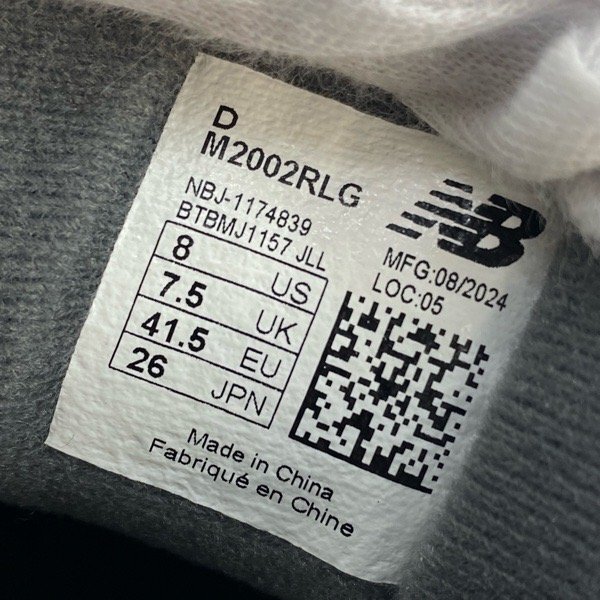 D
M2002RLG
NBJ-1174839
BTBMJ1157 JLL
8 US
7.5 UK
41.5 EU
26 JPN
NB
MFG:08/2024
LOC:05
Made in China
Fabriqué en Chine